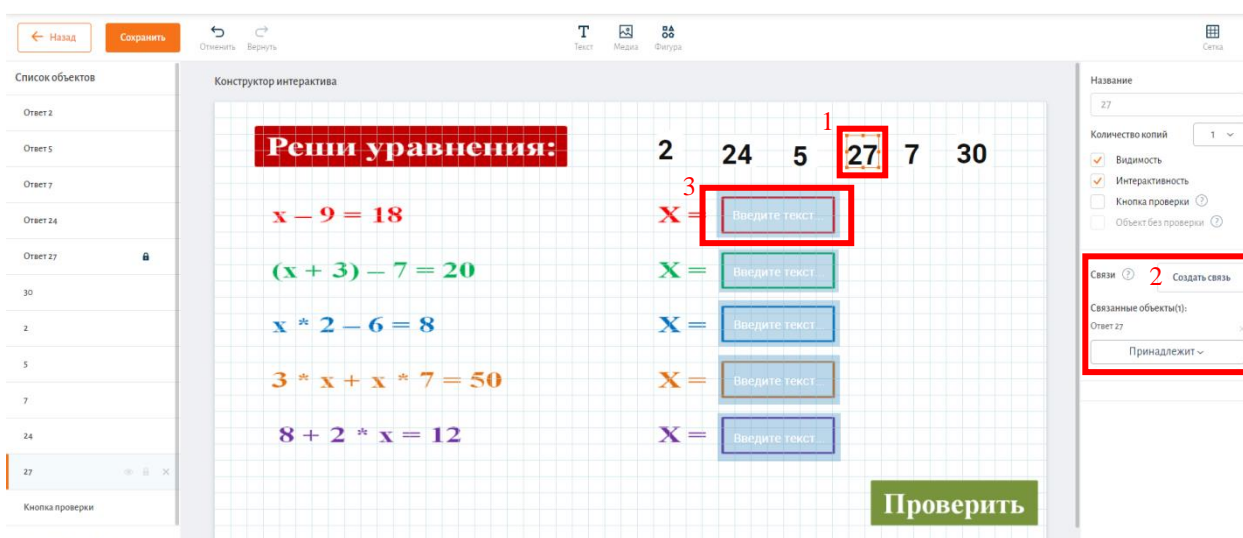 Назад
Сохранить
Отменить
Вернуть
Текст
Медиа
Фигура
Сетка
Список объектов
Ответ 2
Ответ 5
Ответ 7
Ответ 24
Ответ 27
30
2
5
7
24
27
Кнопка проверки
Конструктор интерактива
Реши уравнения:
2 24 5 27 7 30
1
3
x – 9 = 18
X = Введите текст...
(x + 3) – 7 = 20
X = Введите текст...
x * 2 – 6 = 8
X = Введите текст...
3 * x + x * 7 = 50
X = Введите текст...
8 + 2 * x = 12
X = Введите текст...
Проверить
Название
27
Количество копий 1
Видимость
Интерактивность
Кнопка проверки ?
Объект без проверки ?
Связи ? 2 Создать связь
Связанные объекты(1):
Ответ 27
Принадлежит